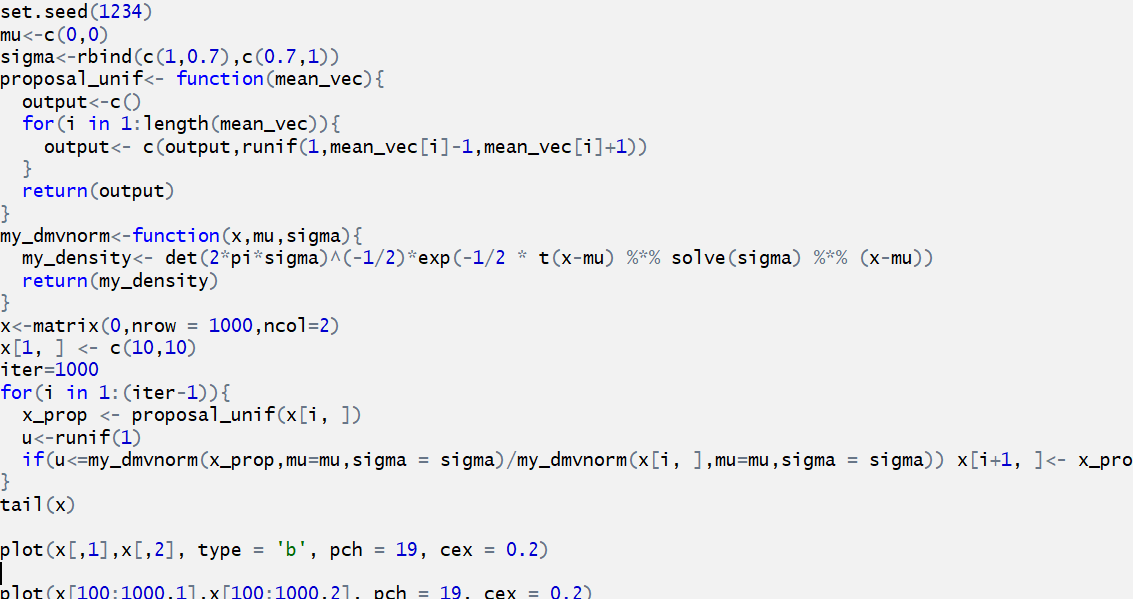 set.seed(1234)
mu<-c(0,0)
sigma<-rbind(c(1,0.7),c(0.7,1))
proposal_unif<- function(mean_vec){
  output<-c()
  for(i in 1:length(mean_vec)){
    output<- c(output,runif(1,mean_vec[i]-1,mean_vec[i]+1))
  }
  return(output)
}
my_dmvnorm<-function(x,mu,sigma){
  my_density<- det(2*pi*sigma)^(-1/2)*exp(-1/2 * t(x-mu) %*% solve(sigma) %*% (x-mu))
  return(my_density)
}
x<-matrix(0,nrow = 1000,ncol=2)
x[1, ] <- c(10,10)
iter=1000
for(i in 1:(iter-1)){
  x_prop <- proposal_unif(x[i, ])
  u<-runif(1)
  if(u<=my_dmvnorm(x_prop,mu=mu,sigma = sigma)/my_dmvnorm(x[i, ],mu=mu,sigma = sigma)) x[i+1, ]<- x_pro
}
tail(x)
plot(x[,1],x[,2], type = 'b', pch = 19, cex = 0.2)
plot(x[100:1000,1],x[100:1000,2], pch = 19, cex = 0.2)